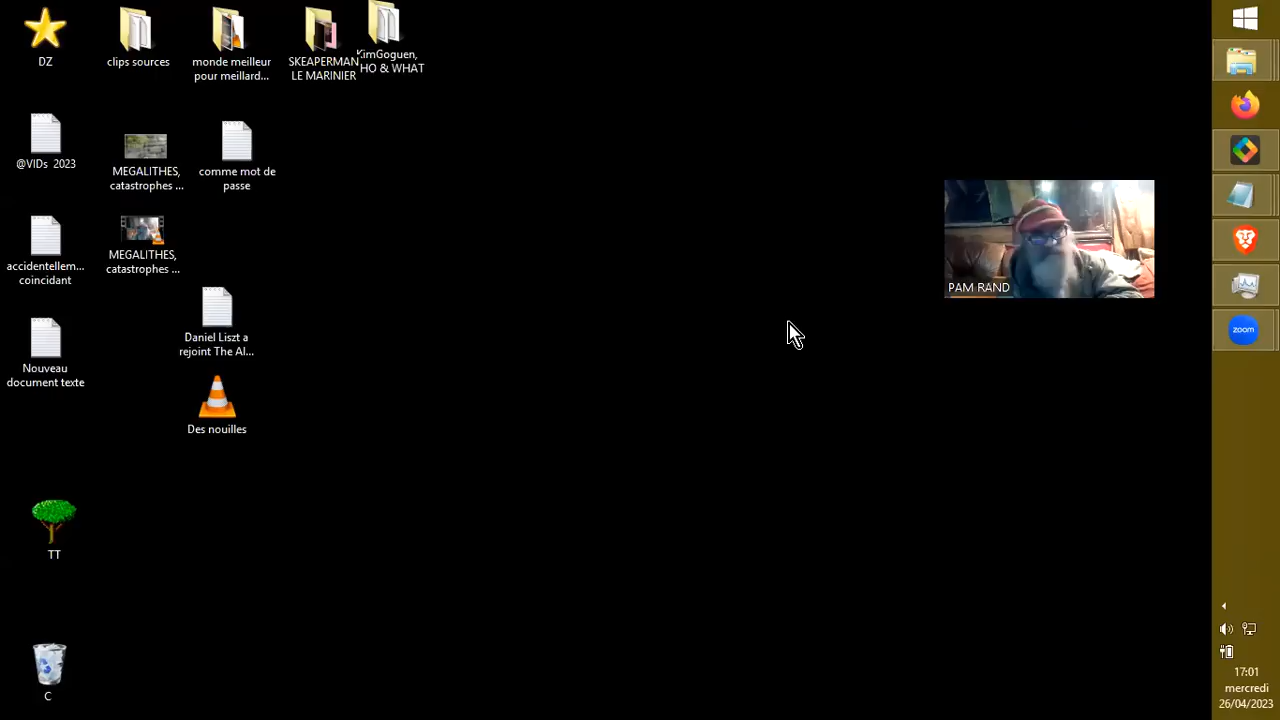 DZ
clips sources
monde meilleur
pour meillard...
SKEAPERMAN
LE MARINIER
KimGoguen,
HO & WHAT
@VIDs 2023
MEGALITHES,
catastrophes ...
comme mot de
passe
accidentellem...
coincidant
MEGALITHES,
catastrophes ...
PAM RAND
Daniel Liszt a
rejoint The Al...
Nouveau
document texte
zoom
Des nouilles
TT
C
17:01
mercredi
26/04/2023